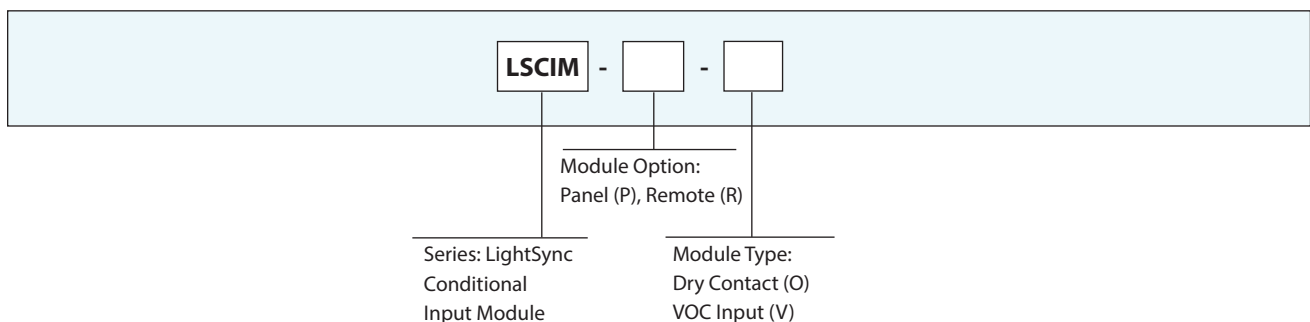 LSCIM - -
Module Option:
Panel (P), Remote (R)
Series: LightSync
Conditional
Input Module
Module Type:
Dry Contact (O)
VOC Input (V)